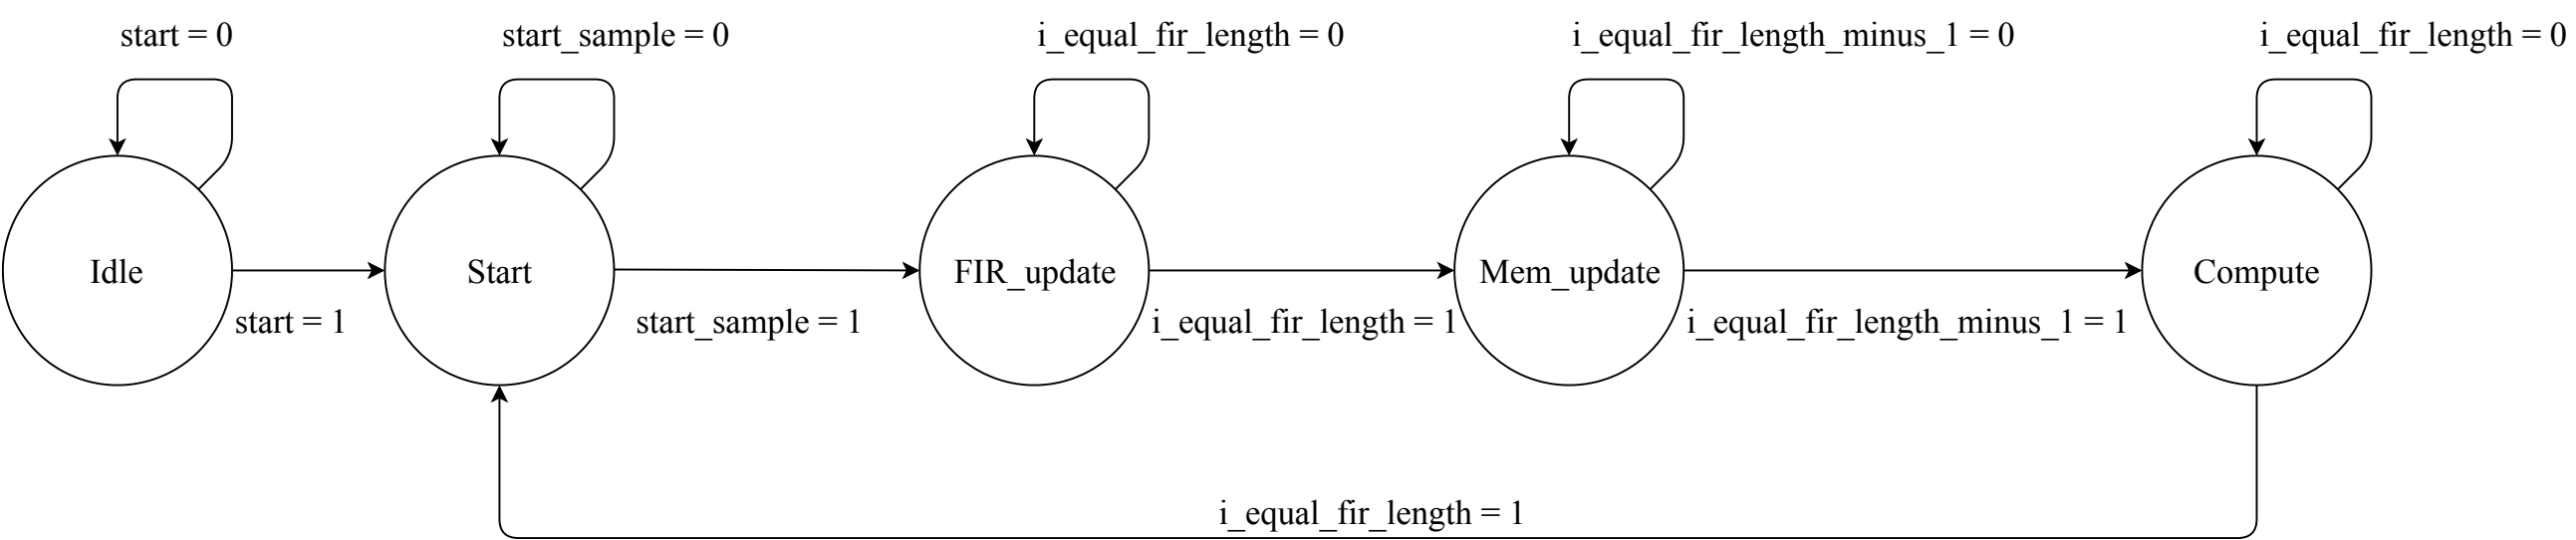 start = 0
start_sample = 0
i_equal_fir_length = 0
i_equal_fir_length_minus_1 = 0
i_equal_fir_length = 0
Idle
Start
FIR_update
Mem_update
Compute
start = 1
start_sample = 1
i_equal_fir_length = 1
i_equal_fir_length_minus_1 = 1
i_equal_fir_length = 1